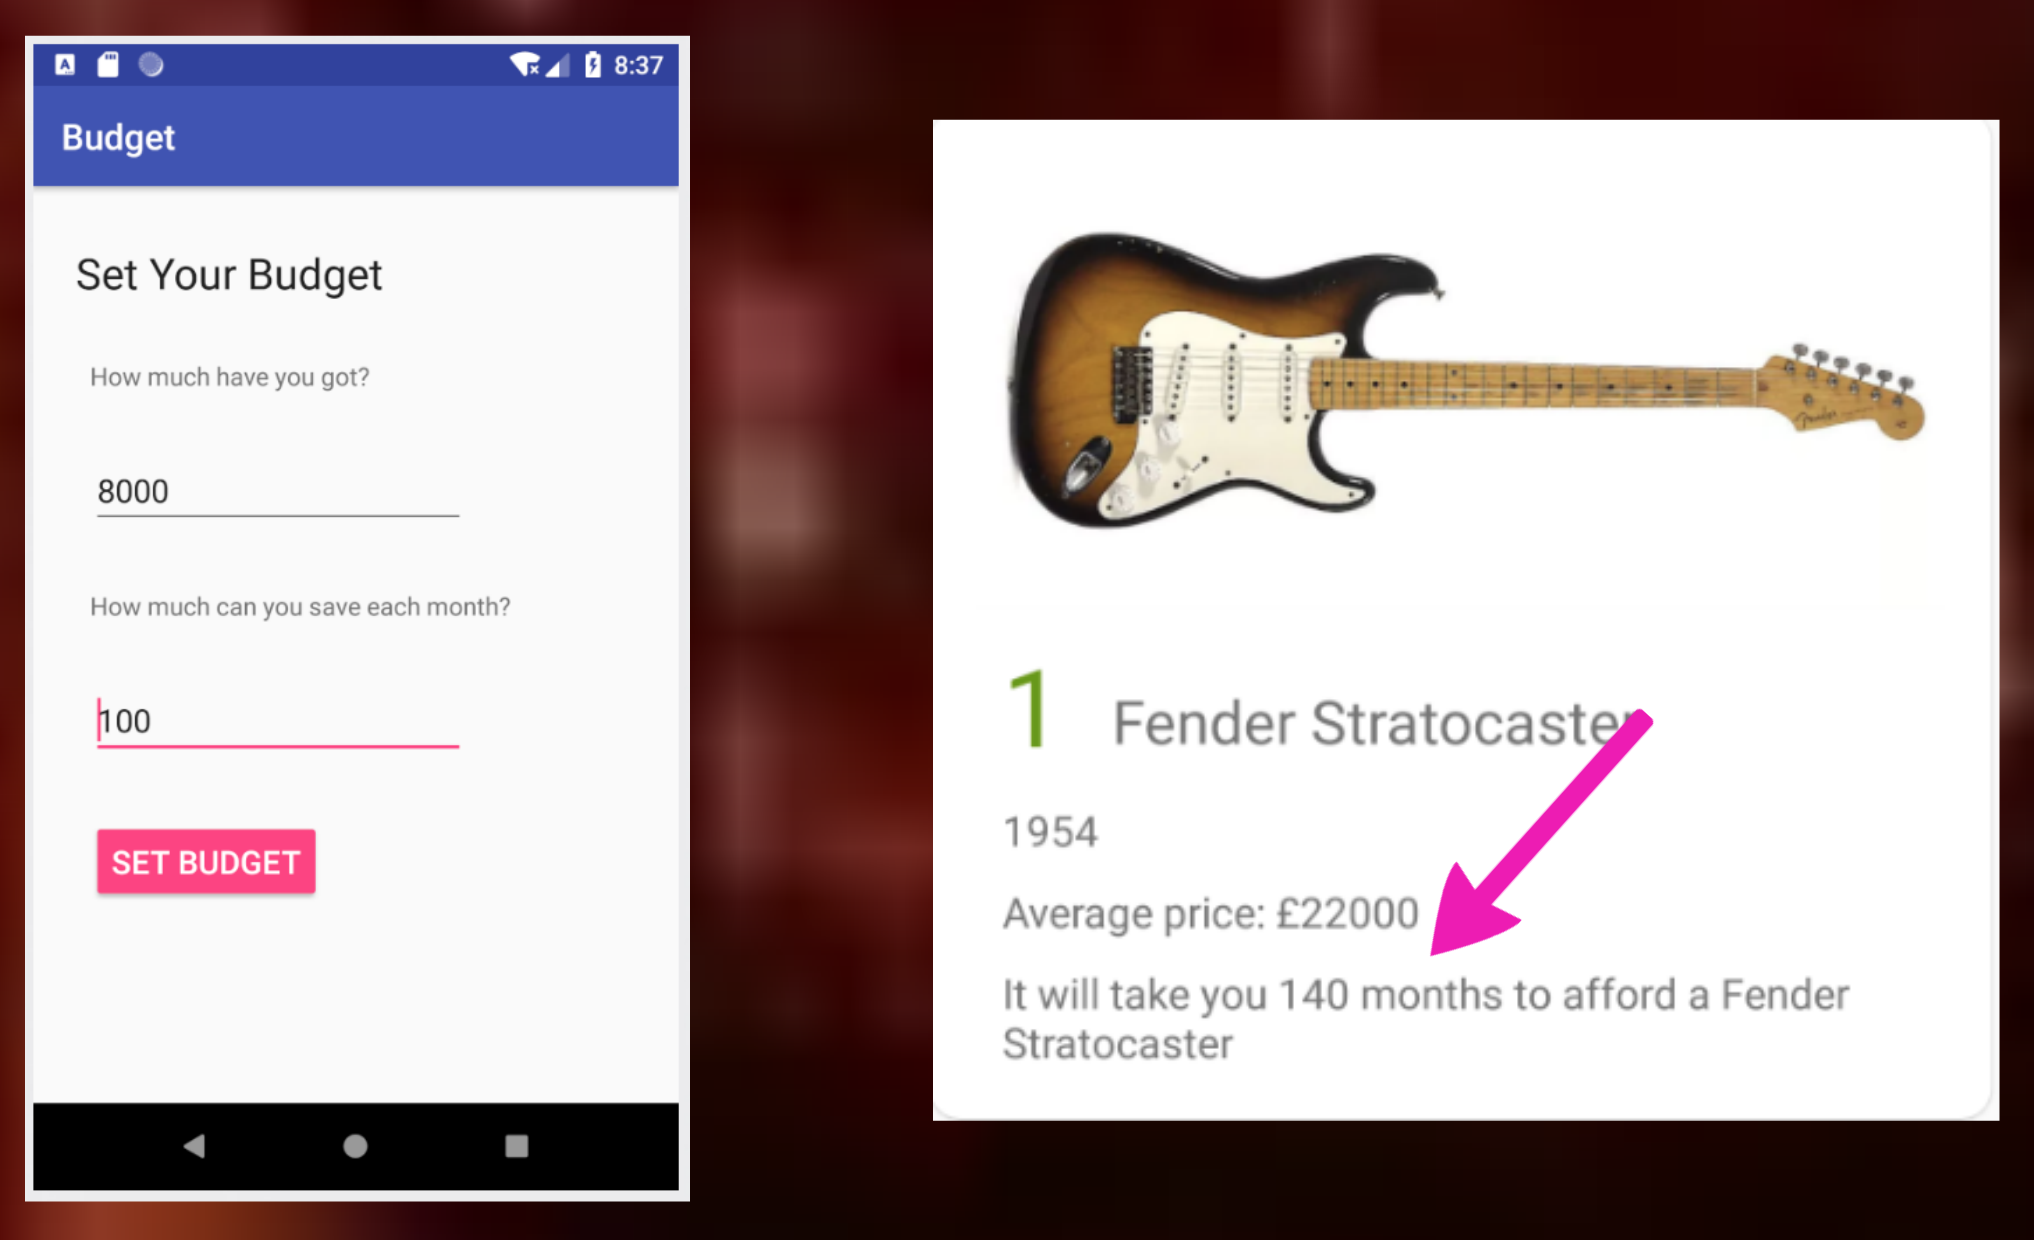 8:37
Budget
Set Your Budget
How much have you got?
8000
How much can you save each month?
100
SET BUDGET
Fender
1 Fender Stratocaster
1954
Average price: £22000
It will take you 140 months to afford a Fender
Stratocaster